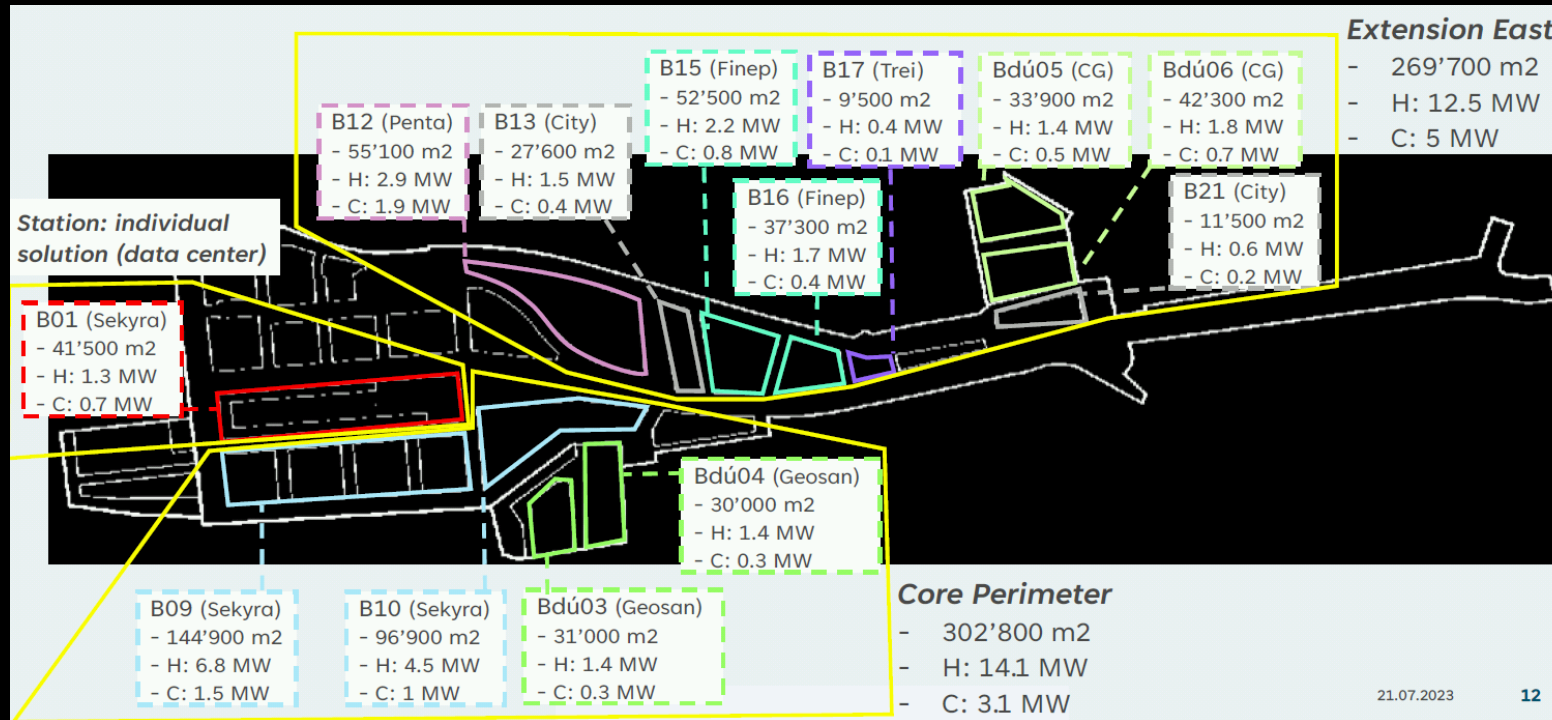 Extension East
- 269'700 m2
- H: 12.5 MW
- C: 5 MW
B15 (Finep)
- 52'500 m2
- H: 2.2 MW
- C: 0.8 MW
B17 (Trei)
- 9'500 m2
- H: 0.4 MW
- C: 0.1 MW
Bdú05 (CG)
- 33'900 m2
- H: 1.4 MW
- C: 0.5 MW
Bdú06 (CG)
- 42'300 m2
- H: 1.8 MW
- C: 0.7 MW
B12 (Penta)
- 55'100 m2
- H: 2.9 MW
- C: 1.9 MW
B13 (City)
- 27'600 m2
- H: 1.5 MW
- C: 0.4 MW
B16 (Finep)
- 37'300 m2
- H: 1.7 MW
- C: 0.4 MW
B21 (City)
- 11'500 m2
- H: 0.6 MW
- C: 0.2 MW
Station: individual
solution (data center)
B01 (Sekyra)
- 41'500 m2
- H: 1.3 MW
- C: 0.7 MW
Bdú04 (Geosan)
- 30'000 m2
- H: 1.4 MW
- C: 0.3 MW
B09 (Sekyra)
- 144'900 m2
- H: 6.8 MW
- C: 1.5 MW
B10 (Sekyra)
- 96'900 m2
- H: 4.5 MW
- C: 1 MW
Bdú03 (Geosan)
- 31'000 m2
- H: 1.4 MW
- C: 0.3 MW
Core Perimeter
- 302'800 m2
- H: 14.1 MW
- C: 3.1 MW
21.07.2023 12